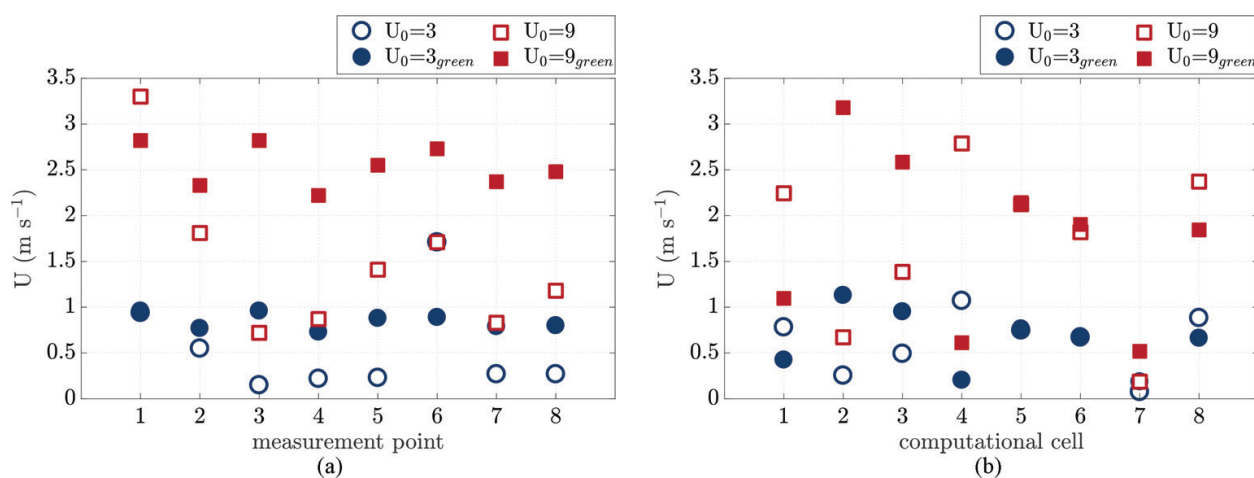 U₀=3 U₀=9
U₀=3green U₀=9green
3.5
3
2.5
2
1.5
1
0.5
0
U (m s⁻¹)
1 2 3 4 5 6 7 8
measurement point
(a)
U₀=3 U₀=9
U₀=3green U₀=9green
3.5
3
2.5
2
1.5
1
0.5
0
U (m s⁻¹)
1 2 3 4 5 6 7 8
computational cell
(b)